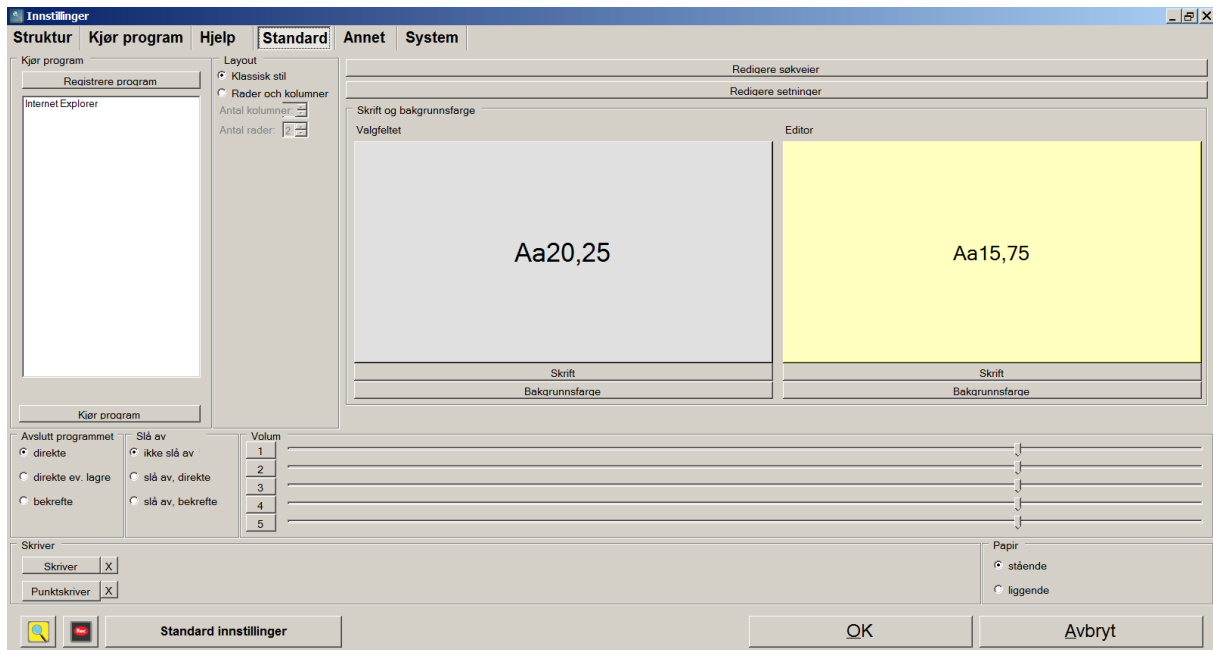 Innstillinger
Struktur Kjør program Hjelp Standard Annet System
Kjør program
Registrere program
Internet Explorer
Kjør program
Layout
Klassisk stil
Rader och kolumner
Antal kolumner:
Antal rader: 2
Redigere søkveier
Redigere setninger
Skrift og bakgrunnsfarge
Valgfeltet
Aa20,25
Skrift
Bakgrunnsfarge
Editor
Aa15,75
Skrift
Bakgrunnsfarge
Avslutt programmet
direkte
direkte ev. lagre
bekrefte
Slå av
ikke slå av
slå av, direkte
slå av, bekrefte
Volum
1
2
3
4
5
Skriver
Skriver X
Punktskriver X
Papir
stående
liggende
Standard innstillinger
OK
Avbryt